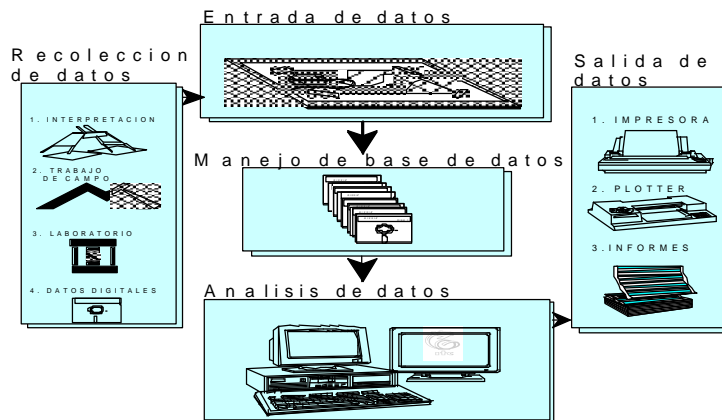 Entrada de datos
Recoleccion
de datos
1. INTERPRETACION
2. TRABAJO
DE CAMPO
3. LABORATORIO
4. DATOS DIGITALES
Manejo de base de datos
Analisis de datos
Salida de
datos
1. IMPRESORA
2. PLOTTER
3. INFORMES